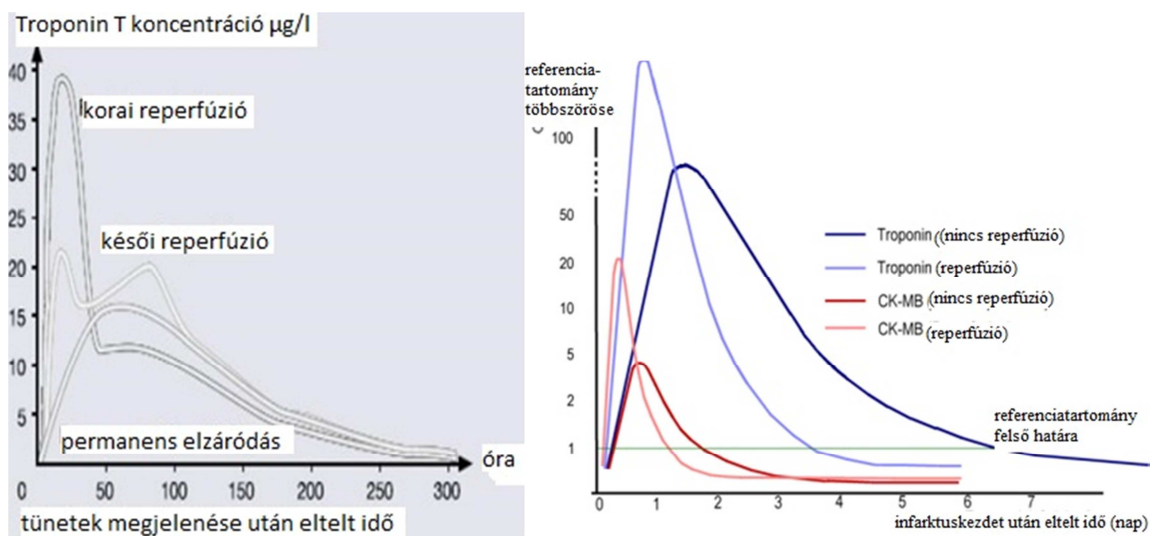 Troponin T koncentráció µg/l
40
35
30
25
20
15
10
5
korai reperfúzió
késői reperfúzió
permanens elzáródás
óra
0 50 100 150 200 250 300
tünetek megjelenése után eltelt idő
referencia-
tartomány
többszöröse
100
50
20
10
5
2
1
Troponin ((nincs reperfúzió)
Troponin (reperfúzió)
CK-MB (nincs reperfúzió)
CK-MB (reperfúzió)
referenciatartomány
felső határa
0 1 2 3 4 5 6 7
infarktuskezdet után eltelt idő (nap)